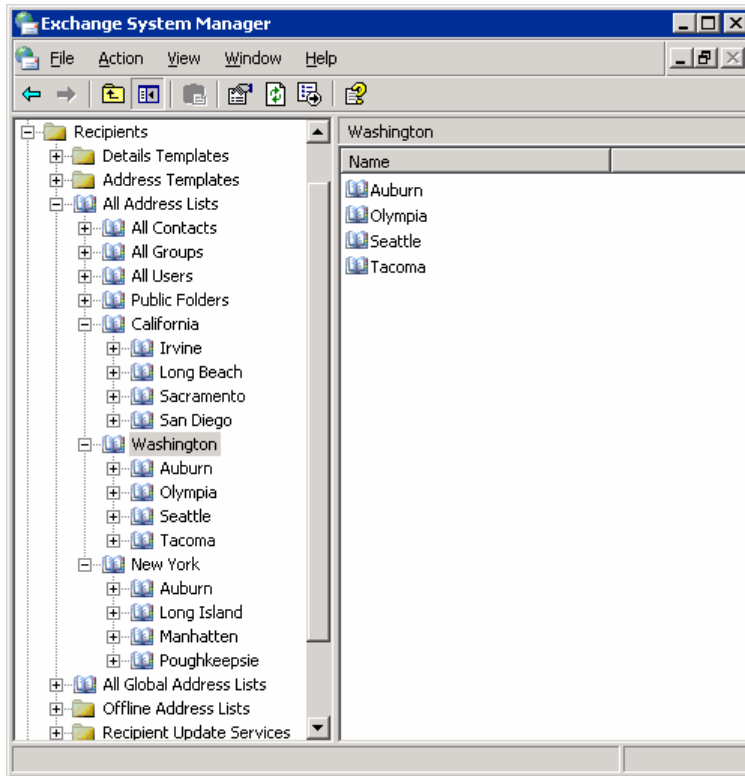 Exchange System Manager
File Action View Window Help
Recipients
Details Templates
Address Templates
All Address Lists
All Contacts
All Groups
All Users
Public Folders
California
Irvine
Long Beach
Sacramento
San Diego
Washington
Auburn
Olympia
Seattle
Tacoma
New York
Auburn
Long Island
Manhatten
Poughkeepsie
All Global Address Lists
Offline Address Lists
Recipient Update Services
Washington
Name
Auburn
Olympia
Seattle
Tacoma